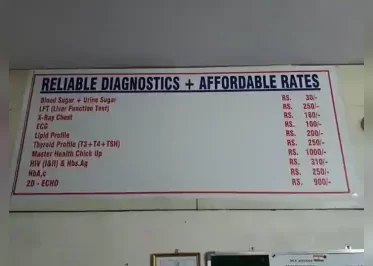 RELIABLE DIAGNOSTICS + AFFORDABLE RATES
Blood Sugar + Urine Sugar RS. 30/-
LFT (Liver Function Test) RS. 250/-
X-Ray Chest RS. 160/-
ECG RS. 100/-
Lipid Profile RS. 200/-
Thyroid Profile (T3+T4+TSH) RS. 250/-
Master Health Chick Up RS. 1000/-
HIV (I&II) & Hbs.Ag RS. 310/-
HbA,c RS. 250/-
2D - ECHO RS. 900/-